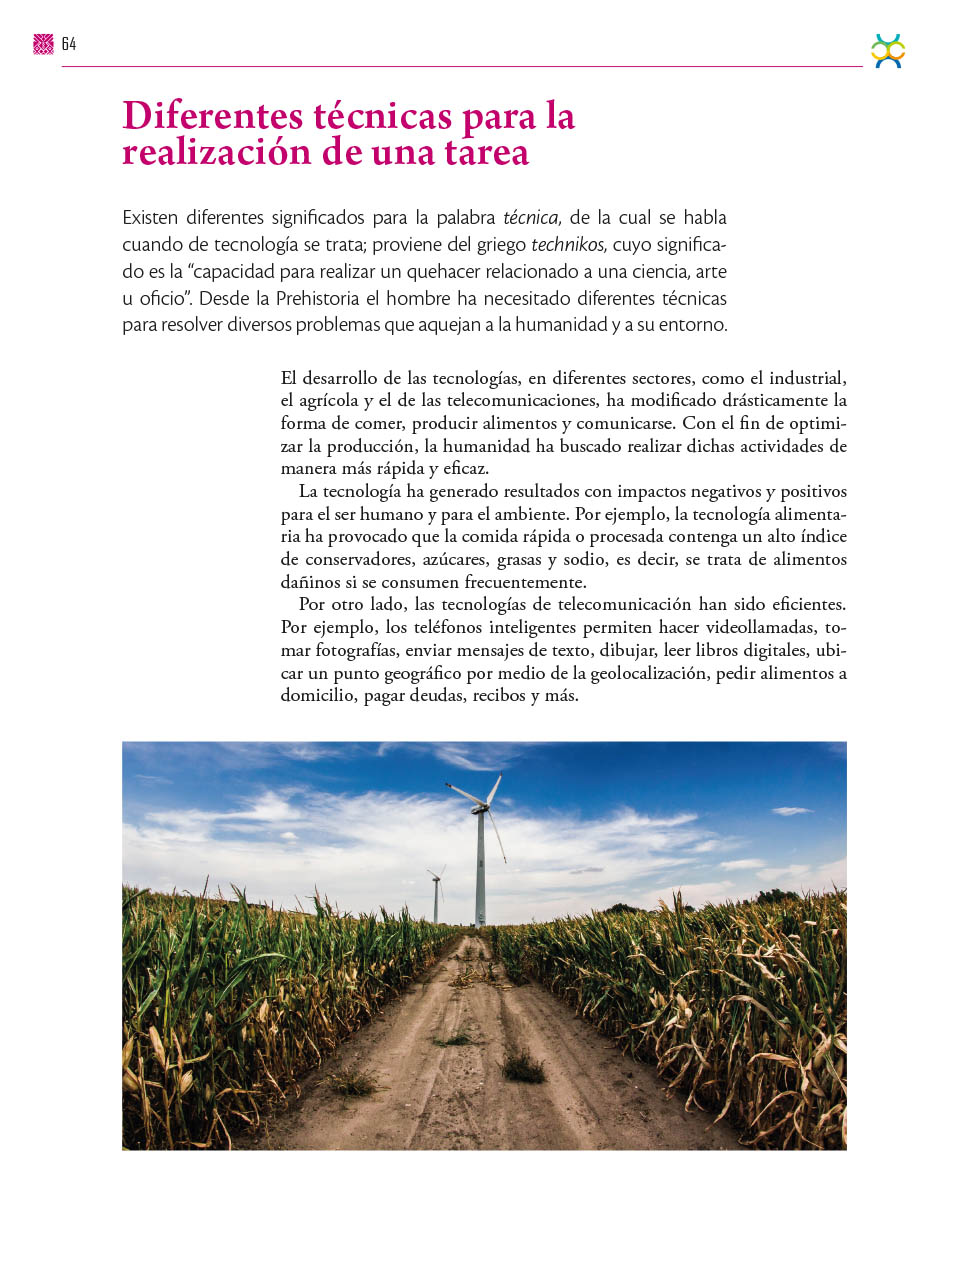 64
Diferentes técnicas para la
realización de una tarea
Existen diferentes significados para la palabra técnica, de la cual se habla
cuando de tecnología se trata; proviene del griego technikos, cuyo significa-
do es la “capacidad para realizar un quehacer relacionado a una ciencia, arte
u oficio”. Desde la Prehistoria el hombre ha necesitado diferentes técnicas
para resolver diversos problemas que aquejan a la humanidad y a su entorno.
El desarrollo de las tecnologías, en diferentes sectores, como el industrial,
el agrícola y el de las telecomunicaciones, ha modificado drásticamente la
forma de comer, producir alimentos y comunicarse. Con el fin de optimi-
zar la producción, la humanidad ha buscado realizar dichas actividades de
manera más rápida y eficaz.
La tecnología ha generado resultados con impactos negativos y positivos
para el ser humano y para el ambiente. Por ejemplo, la tecnología alimenta-
ria ha provocado que la comida rápida o procesada contenga un alto índice
de conservadores, azúcares, grasas y sodio, es decir, se trata de alimentos
dañinos si se consumen frecuentemente.
Por otro lado, las tecnologías de telecomunicación han sido eficientes.
Por ejemplo, los teléfonos inteligentes permiten hacer videollamadas, to-
mar fotografías, enviar mensajes de texto, dibujar, leer libros digitales, ubi-
car un punto geográfico por medio de la geolocalización, pedir alimentos a
domicilio, pagar deudas, recibos y más.